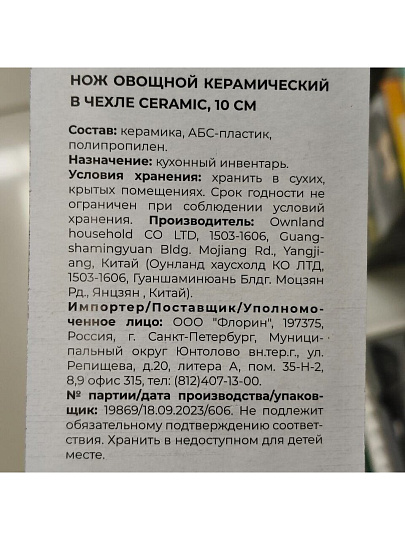 НОЖ ОВОЩНОЙ КЕРАМИЧЕСКИЙ
В ЧЕХЛЕ CERAMIC, 10 СМ
Состав: керамика, АБС-пластик,
полипропилен.
Назначение: кухонный инвентарь.
Условия хранения: хранить в сухих,
крытых помещениях. Срок годности не
ограничен при соблюдении условий
хранения. Производитель: Ownland
household CO LTD, 1503-1606, Guang-
shamingyuan Bldg. Mojiang Rd., Yangji-
ang, Китай (Оунланд хаусхолд КО ЛТД,
1503-1606, Гуаншаминюань Блдг. Моцзян
Рд., Янцзян , Китай).
Импортер/Поставщик/Уполномо-
ченное лицо: ООО "Флорин", 197375,
Россия, г. Санкт-Петербург, Муници-
пальный округ Юнтолово вн.тер.г., ул.
Репищева, д.20, литера А, пом. 35-Н-2,
8,9 офис 315, тел: (812)407-13-00.
№ партии/дата производства/упаков-
щик: 19869/18.09.2023/606. Не подлежит
обязательному подтверждению соответ-
ствия. Хранить в недоступном для детей
месте.